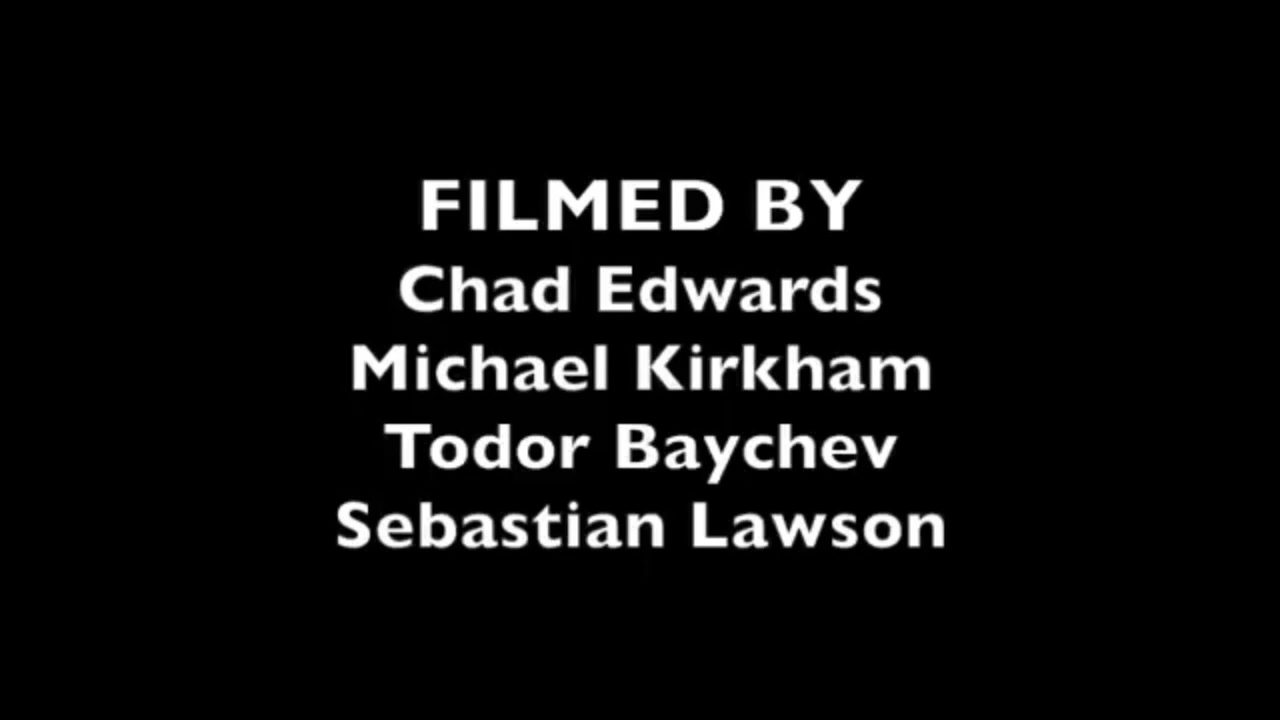 FILMED BY
Chad Edwards
Michael Kirkham
Todor Baychev
Sebastian Lawson